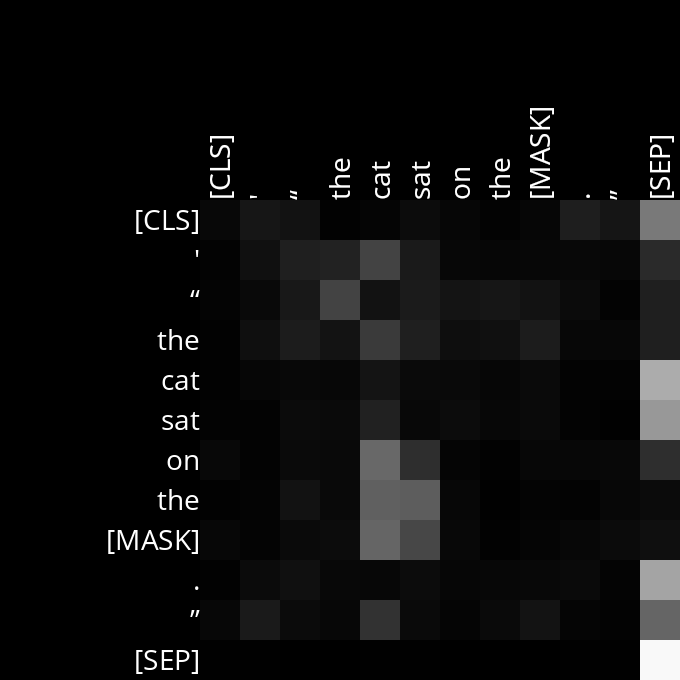 [CLS] ' “ the cat sat on the [MASK] . ” [SEP]
[CLS]
'
“
the
cat
sat
on
the
[MASK]
.
”
[SEP]